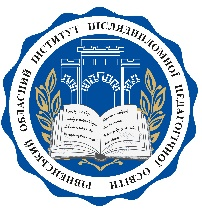 РІВНЕНСЬКИЙ ОБЛАСНИЙ ІНСТИТУТ ПІСЛЯДИПЛОМНОЇ ПЕДАГОГІЧНОЇ ОСВІТИ